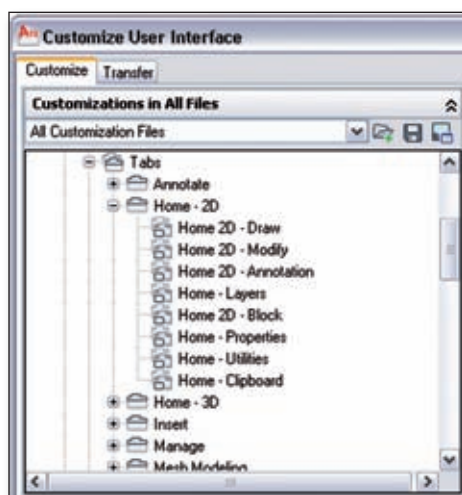 Customize User Interface
Customize Transfer
Customizations in All Files
All Customization Files
Tabs
Annotate
Home - 2D
Home 2D - Draw
Home 2D - Modify
Home 2D - Annotation
Home - Layers
Home 2D - Block
Home - Properties
Home - Utilities
Home - Clipboard
Home - 3D
Insert
Manage
Mesh Modeling